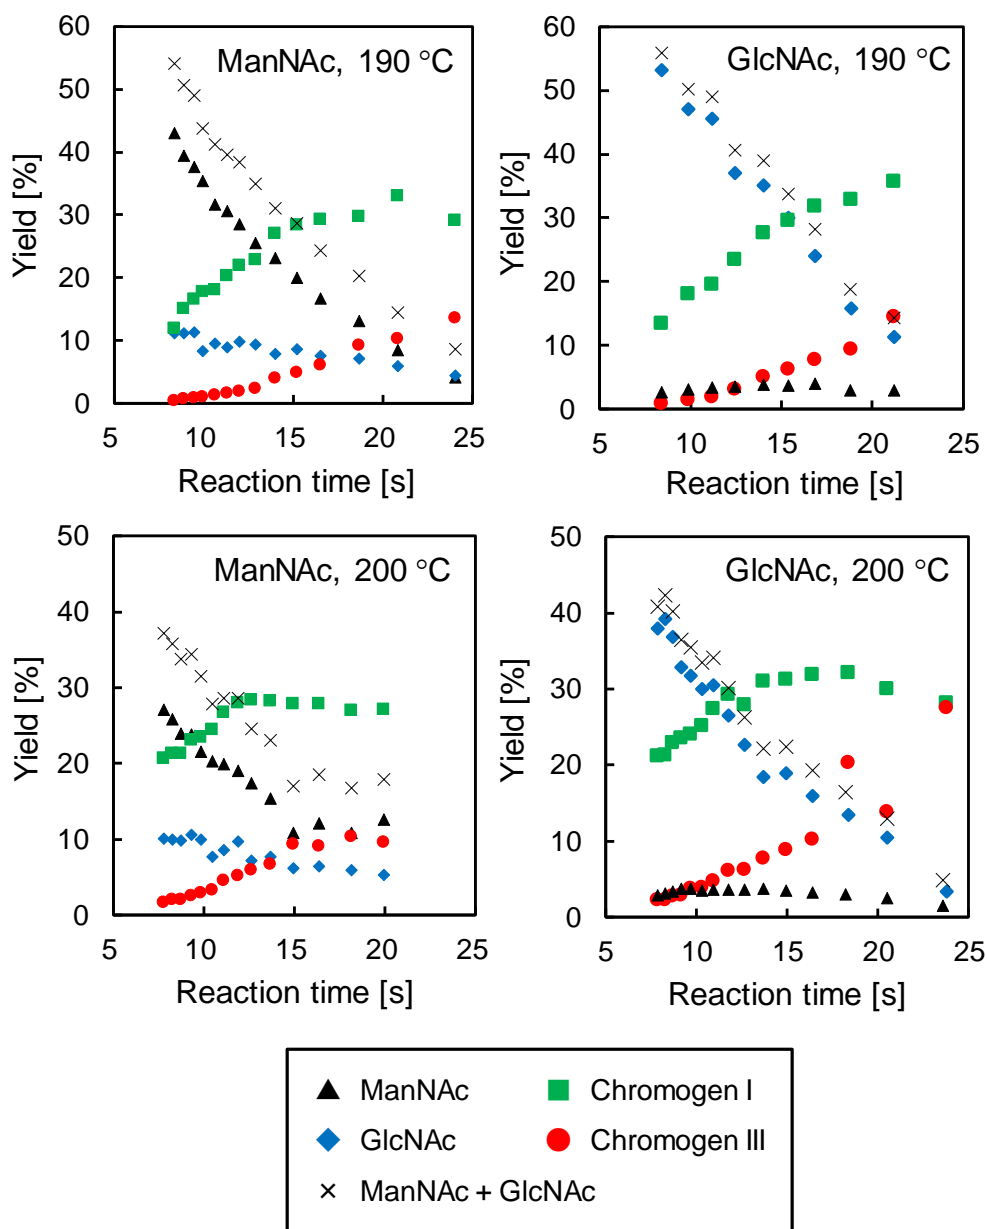 ManNAc, 190 °C
Yield [%]
60
50
40
30
20
10
0
5
10
15
20
25
Reaction time [s]
GlcNAc, 190 °C
Yield [%]
60
50
40
30
20
10
0
5
10
15
20
25
Reaction time [s]
ManNAc, 200 °C
Yield [%]
50
40
30
20
10
0
5
10
15
20
25
Reaction time [s]
GlcNAc, 200 °C
Yield [%]
50
40
30
20
10
0
5
10
15
20
25
Reaction time [s]
ManNAc
Chromogen I
GlcNAc
Chromogen III
ManNAc + GlcNAc